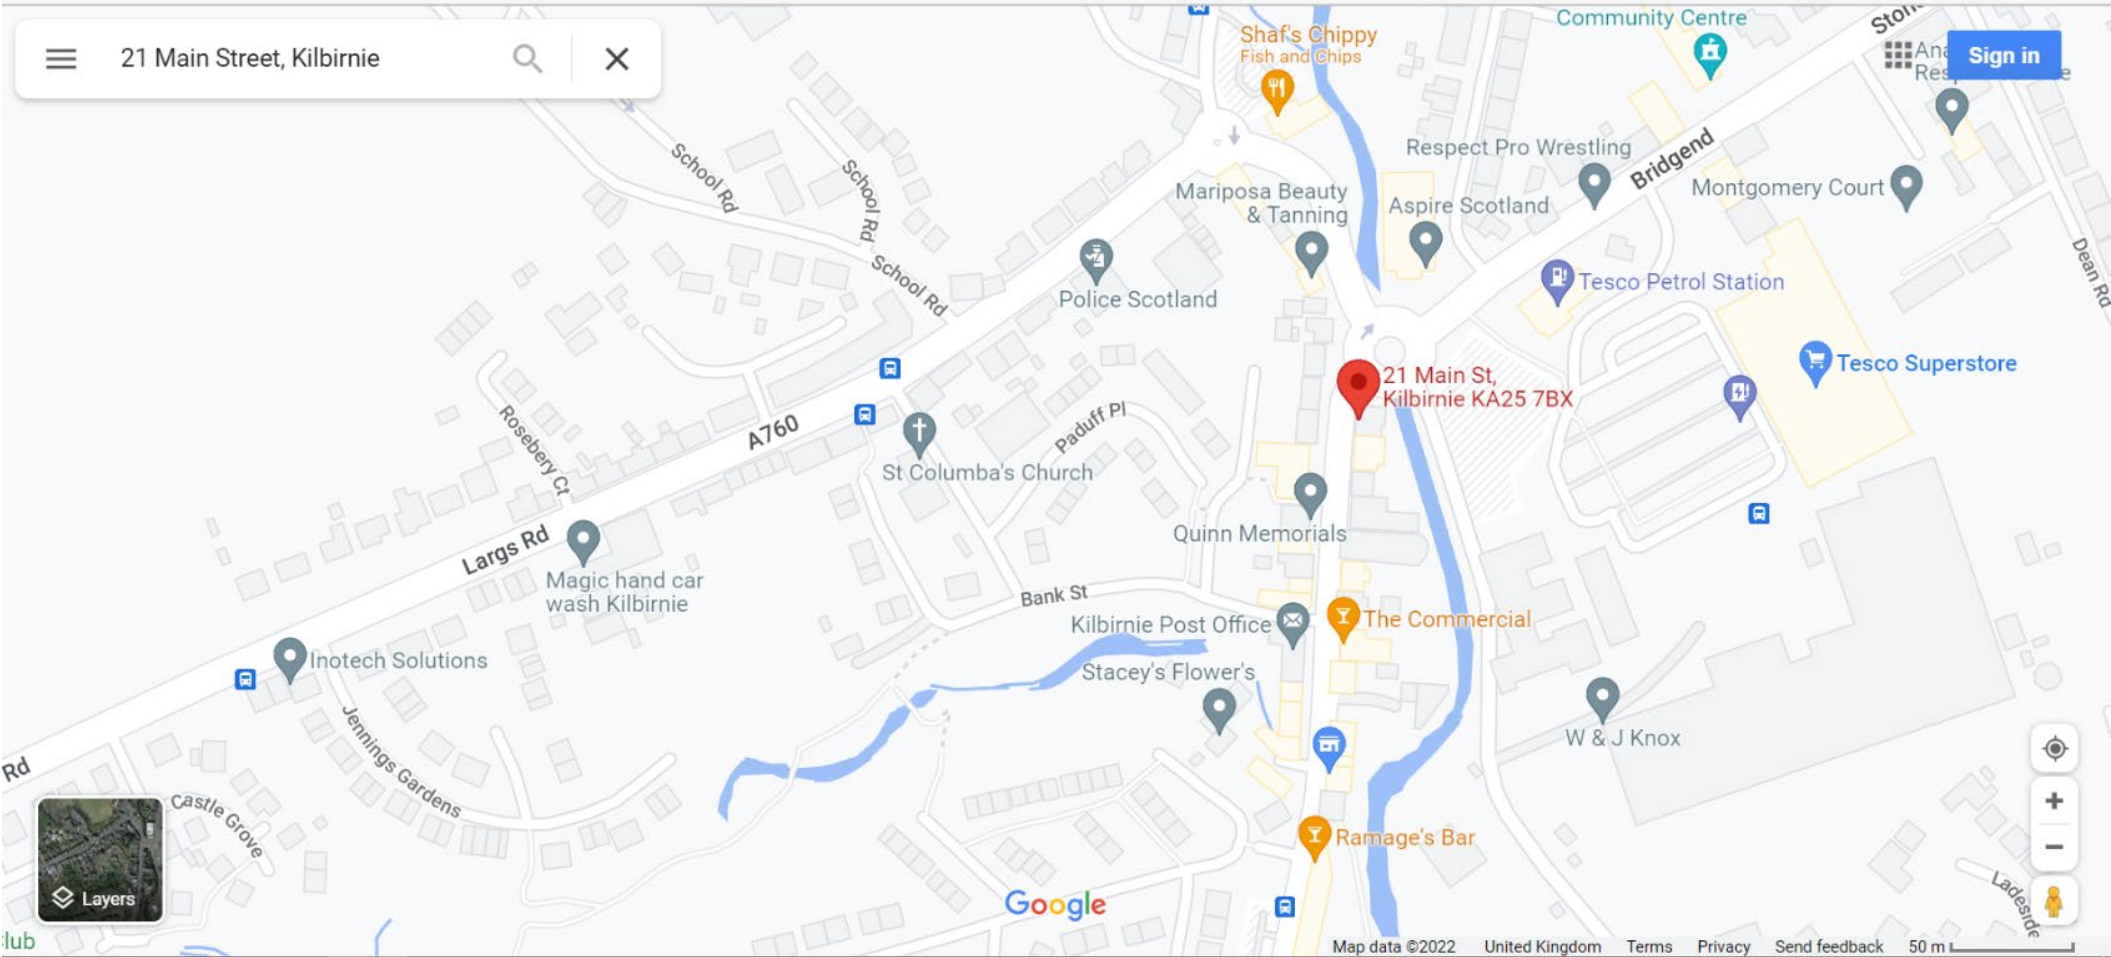 21 Main Street, Kilbirnie
Shaf's Chippy
Fish and Chips
Community Centre
Sign in
School Rd
School Rd
School Rd
Respect Pro Wrestling
Bridgend
Montgomery Court
Mariposa Beauty
& Tanning
Aspire Scotland
Dean Rd
Police Scotland
Tesco Petrol Station
Tesco Superstore
21 Main St,
Kilbirnie KA25 7BX
Rosebery Ct
A760
Paduff Pl
St Columba's Church
Largs Rd
Quinn Memorials
Magic hand car
wash Kilbirnie
Bank St
Kilbirnie Post Office
The Commercial
Inotech Solutions
Stacey's Flower's
W & J Knox
Jennings Gardens
Rd
Castle Grove
Ramage's Bar
Layers
Google
Ladeside
lub
Map data ©2022 United Kingdom Terms Privacy Send feedback 50 m